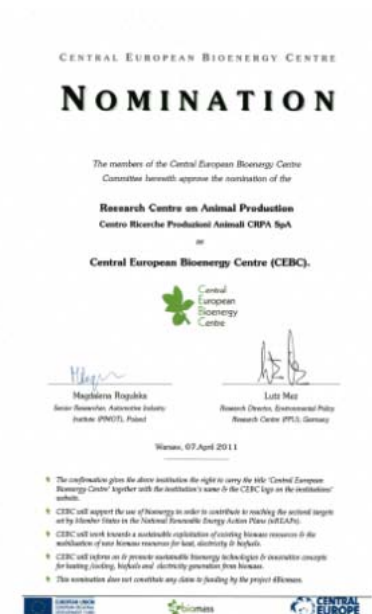 CENTRAL EUROPEAN BIOENERGY CENTRE
NOMINATION
The members of the Central European Bioenergy Centre
Committee herewith approve the nomination of the
Research Centre on Animal Production
Centro Ricerche Produzioni Animali CRPA SpA
as
Central European Bioenergy Centre (CEBC).
Central
European
Bioenergy
Centre
Magdalena Rogulska
Lutz Mez
Senior Researcher, Automotive Industry
Research Director, Environmental Policy
Institute (PIMOT), Poland
Research Centre (FFU), Germany
Warsaw, 07.April 2011
The confirmation gives the above institution the right to carry the title 'Central European
Bioenergy Centre' together with the institution's name & the CEBC logo on the institutions'
website.
CEBC will support the use of bioenergy in order to contribute to reaching the sectoral targets
set by Member States in the National Renewable Energy Action Plans (nREAPs).
CEBC will work towards a sustainable exploitation of existing biomass resources & the
mobilisation of new biomass resources for heat, electricity & biofuels.
CEBC will inform on & promote sustainable bioenergy technologies & innovative concepts
for heating/cooling, biofuels and electricity generation from biomass.
This nomination does not constitute any claim to funding by the project 4Biomass.
EUROPEAN UNION
biomass
CENTRAL
EUROPE